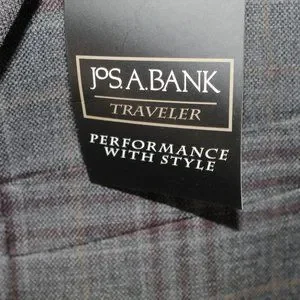 JOS. A. BANK
TRAVELER
PERFORMANCE
WITH STYLE